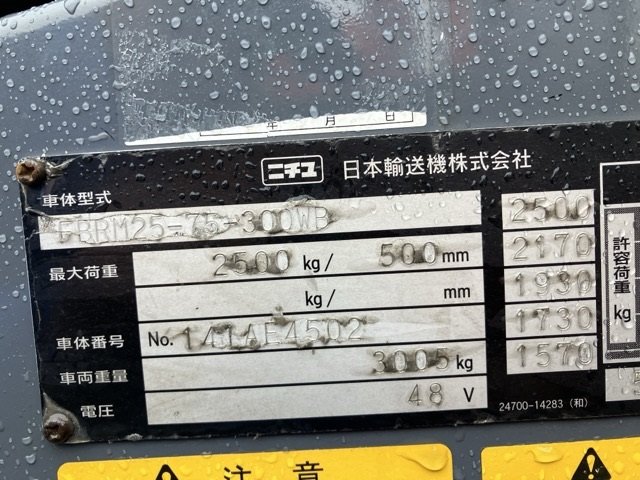 年 月 日
ニチユ 日本輸送機株式会社
車体型式
FBRM25-75-300WB
最大荷重 2500 kg/ 500 mm
kg/ mm
車体番号 No. 141AE4502
車両重量 3005 kg
電圧 48 V
2500
2170
1930
1730
1570
許容荷重 kg
24700-14283(和)
注意